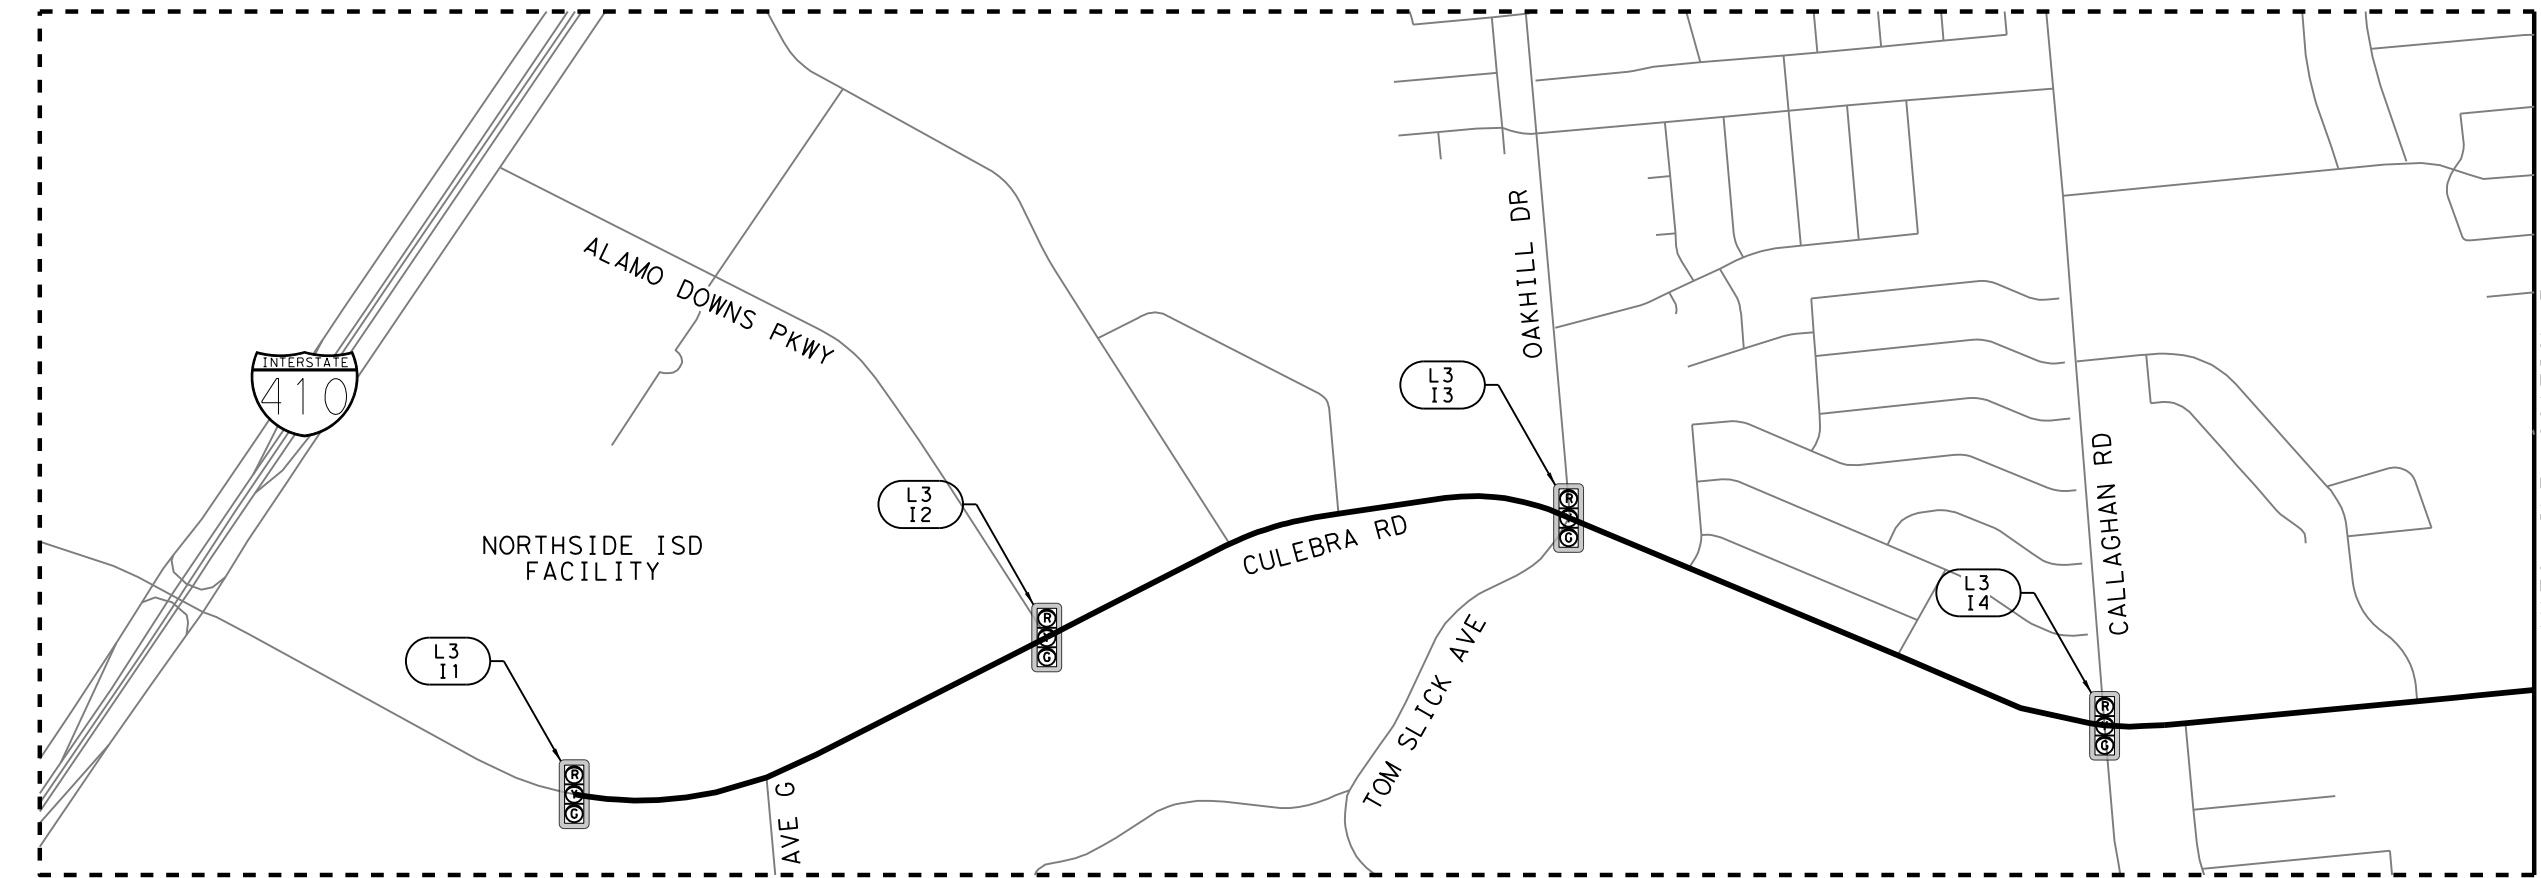 INTERSTATE
410
ALAMO DOWNS PKWY
OAKHILL DR
L3
I3
CALLAGHAN RD
L3
I2
NORTHSIDE ISD
FACILITY
CULEBRA RD
R
G
R
G
L3
I4
L3
I1
TOM SLICK AVE
R
G
R
Y
G
AVE G